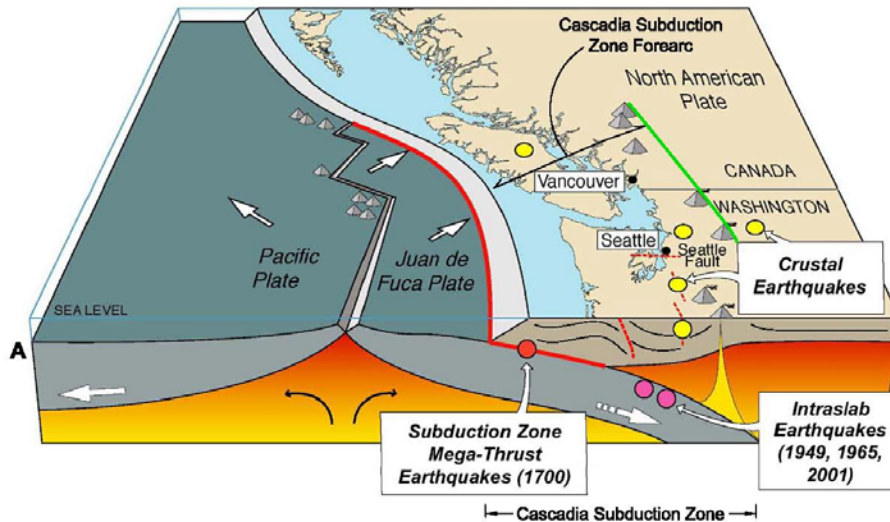 Cascadia Subduction
Zone Forearc
North American
Plate
CANADA
Vancouver
WASHINGTON
Seattle
Seattle
Fault
Pacific
Plate
Juan de
Fuca Plate
Crustal
Earthquakes
SEA LEVEL
A
Subduction Zone
Mega-Thrust
Earthquakes (1700)
Intraslab
Earthquakes
(1949, 1965,
2001)
Cascadia Subduction Zone